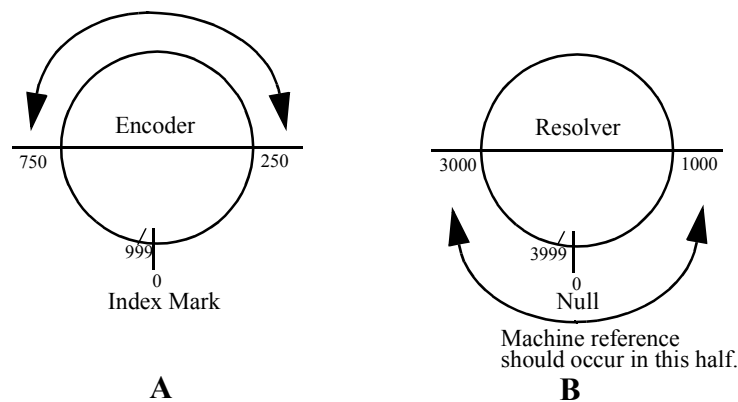 Encoder
750
250
999
0
Index Mark
A
Resolver
3000
1000
3999
0
Null
Machine reference
should occur in this half.
B